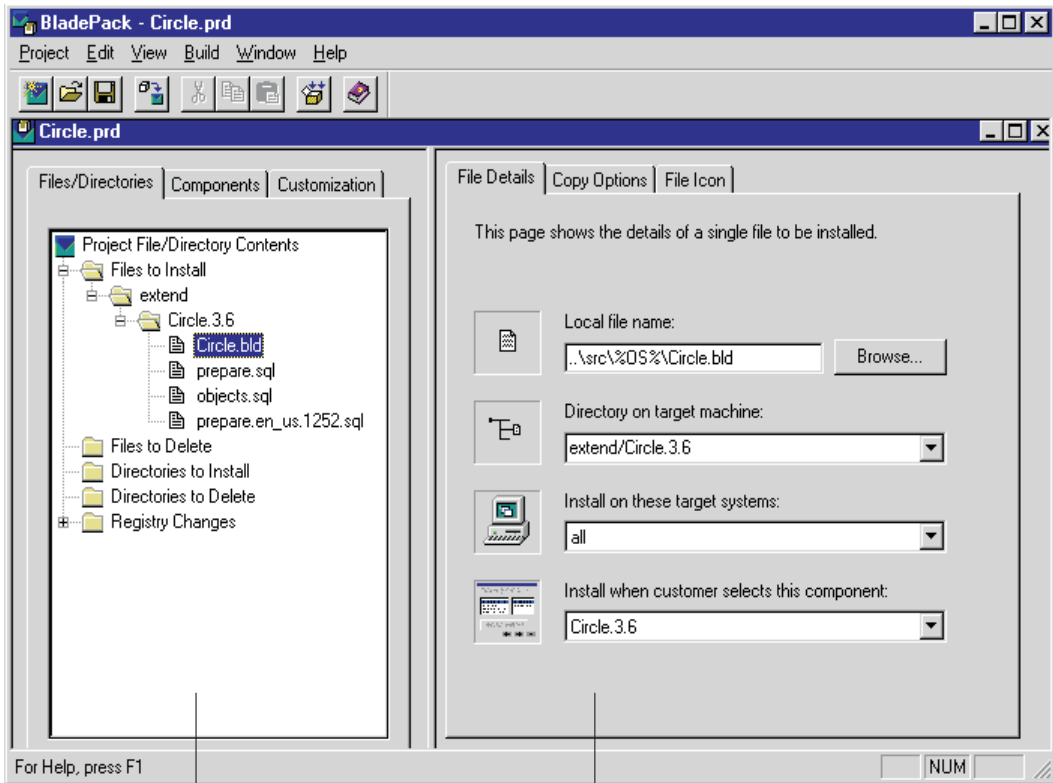 BladePack - Circle.prd
Project Edit View Build Window Help
Circle.prd
Files/Directories Components Customization
Project File/Directory Contents
Files to Install
extend
Circle.3.6
Circle.bld
prepare.sql
objects.sql
prepare.en_us.1252.sql
Files to Delete
Directories to Install
Directories to Delete
Registry Changes
File Details Copy Options File Icon
This page shows the details of a single file to be installed.
Local file name:
..\src\%OS%\Circle.bld Browse...
Directory on target machine:
extend/Circle.3.6
Install on these target systems:
all
Install when customer selects this component:
Circle.3.6
For Help, press F1 NUM